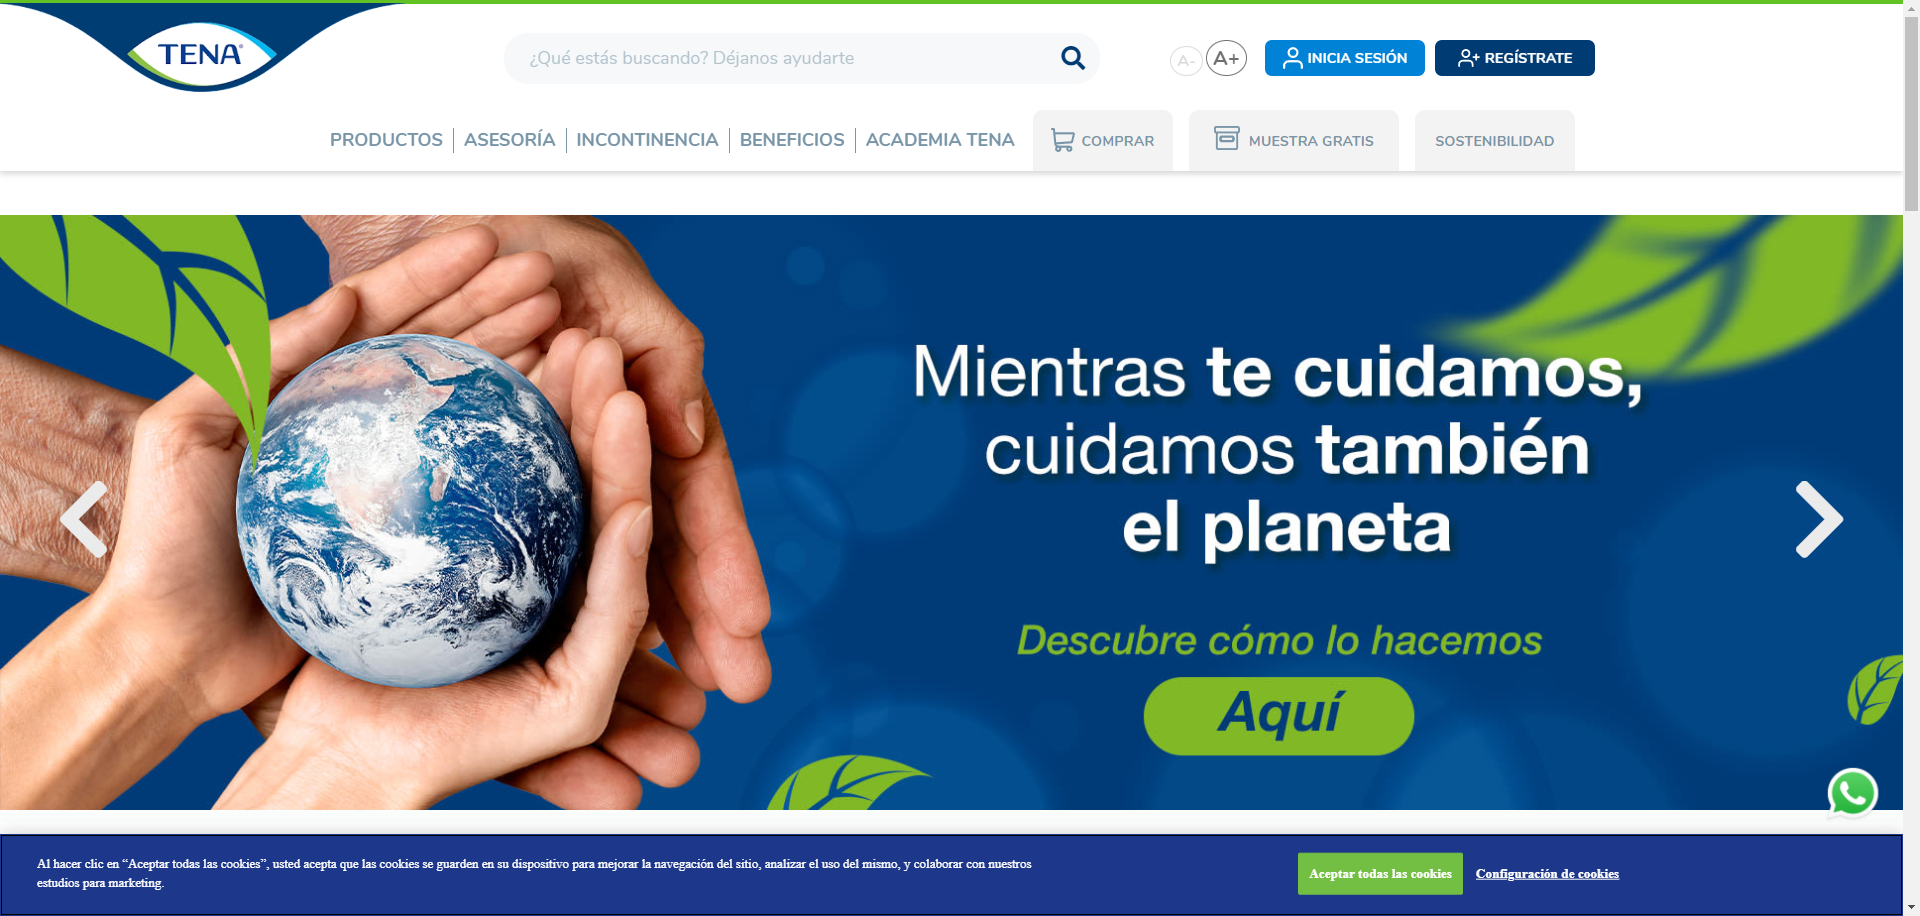 TENA
¿Qué estás buscando? Déjanos ayudarte
A-
A+
INICIA SESIÓN
REGÍSTRATE
PRODUCTOS
ASESORÍA
INCONTINENCIA
BENEFICIOS
ACADEMIA TENA
COMPRAR
MUESTRA GRATIS
SOSTENIBILIDAD
Mientras te cuidamos,
cuidamos también
el planeta
Descubre cómo lo hacemos
Aquí
Al hacer clic en “Aceptar todas las cookies”, usted acepta que las cookies se guarden en su dispositivo para mejorar la navegación del sitio, analizar el uso del mismo, y colaborar con nuestros
estudios para marketing.
Aceptar todas las cookies
Configuración de cookies